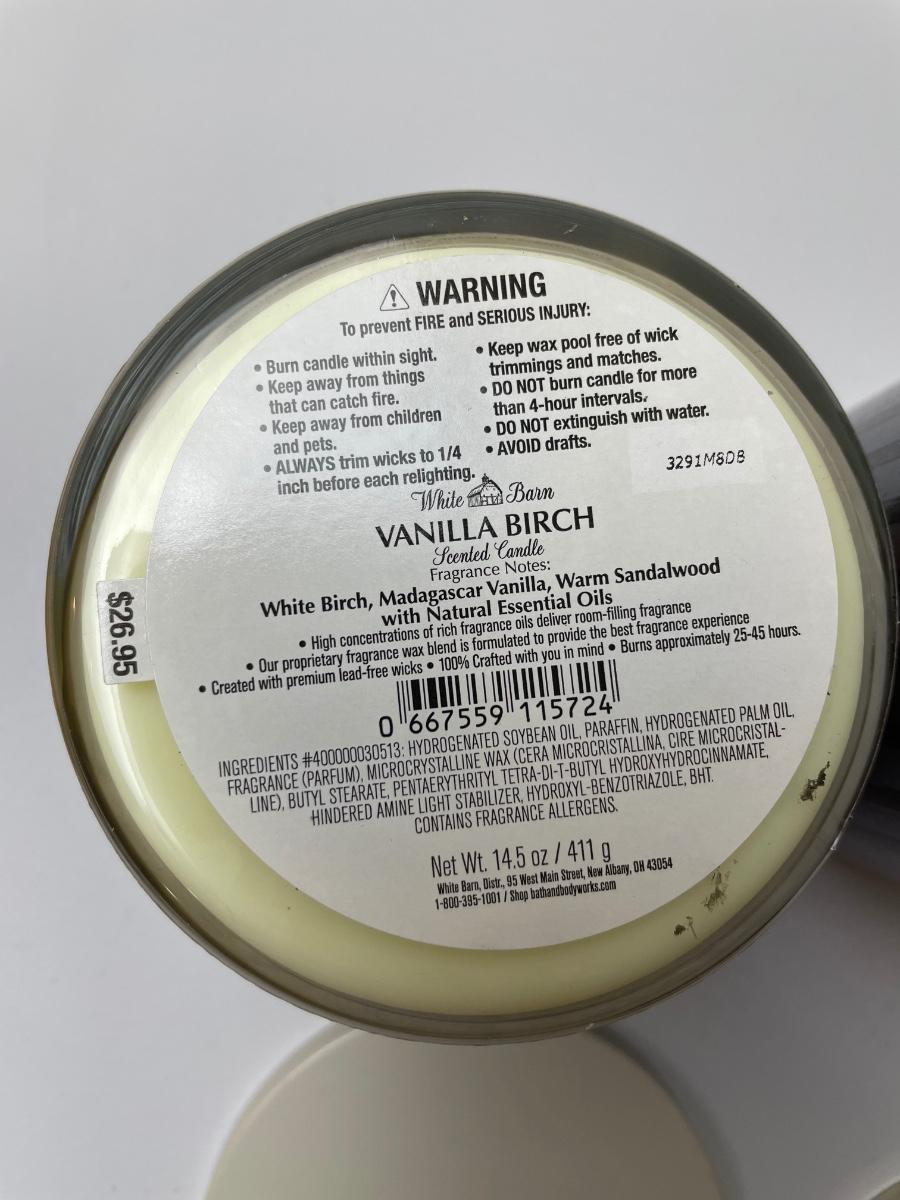 WARNING
To prevent FIRE and SERIOUS INJURY:
• Burn candle within sight.
• Keep away from things
that can catch fire.
• Keep away from children
and pets.
• ALWAYS trim wicks to 1/4
inch before each relighting.
• Keep wax pool free of wick
trimmings and matches.
• DO NOT burn candle for more
than 4-hour intervals.
• DO NOT extinguish with water.
• AVOID drafts.
3291M8DB
White Barn
VANILLA BIRCH
Scented Candle
Fragrance Notes:
White Birch, Madagascar Vanilla, Warm Sandalwood
with Natural Essential Oils
• High concentrations of rich fragrance oils deliver room-filling fragrance
• Our proprietary fragrance wax blend is formulated to provide the best fragrance experience
• Created with premium lead-free wicks • 100% Crafted with you in mind • Burns approximately 25-45 hours.
$26.95
0 667559 115724
INGREDIENTS #400000030513: HYDROGENATED SOYBEAN OIL, PARAFFIN, HYDROGENATED PALM OIL,
FRAGRANCE (PARFUM), MICROCRYSTALLINE WAX (CERA MICROCRISTALLINA, CIRE MICROCRISTAL-
LINE), BUTYL STEARATE, PENTAERYTHRITYL TETRA-DI-T-BUTYL HYDROXYHYDROCINNAMATE,
HINDERED AMINE LIGHT STABILIZER, HYDROXYL-BENZOTRIAZOLE, BHT.
CONTAINS FRAGRANCE ALLERGENS.
Net Wt. 14.5 oz / 411 g
White Barn, Distr., 95 West Main Street, New Albany, OH 43054
1-800-395-1001 / Shop bathandbodyworks.com